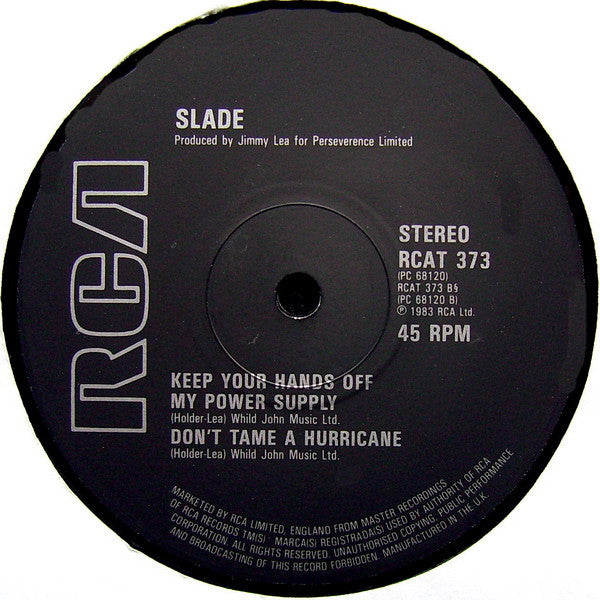 RCA
SLADE
Produced by Jimmy Lea for Perseverence Limited
STEREO
RCAT 373
(PC 68120)
RCAT 373 B§
(PC 68120 B)
℗ 1983 RCA Ltd.
45 RPM
KEEP YOUR HANDS OFF
MY POWER SUPPLY
(Holder-Lea) Whild John Music Ltd.
DON'T TAME A HURRICANE
(Holder-Lea) Whild John Music Ltd.
MARKETED BY RCA LIMITED, ENGLAND FROM MASTER RECORDINGS
OF RCA RECORDS TM(S) MARCA(S) REGISTRADA(S) USED BY AUTHORITY OF RCA
CORPORATION. ALL RIGHTS RESERVED. UNAUTHORISED COPYING, PUBLIC PERFORMANCE
AND BROADCASTING OF THIS RECORD FORBIDDEN. MANUFACTURED IN THE U.K.